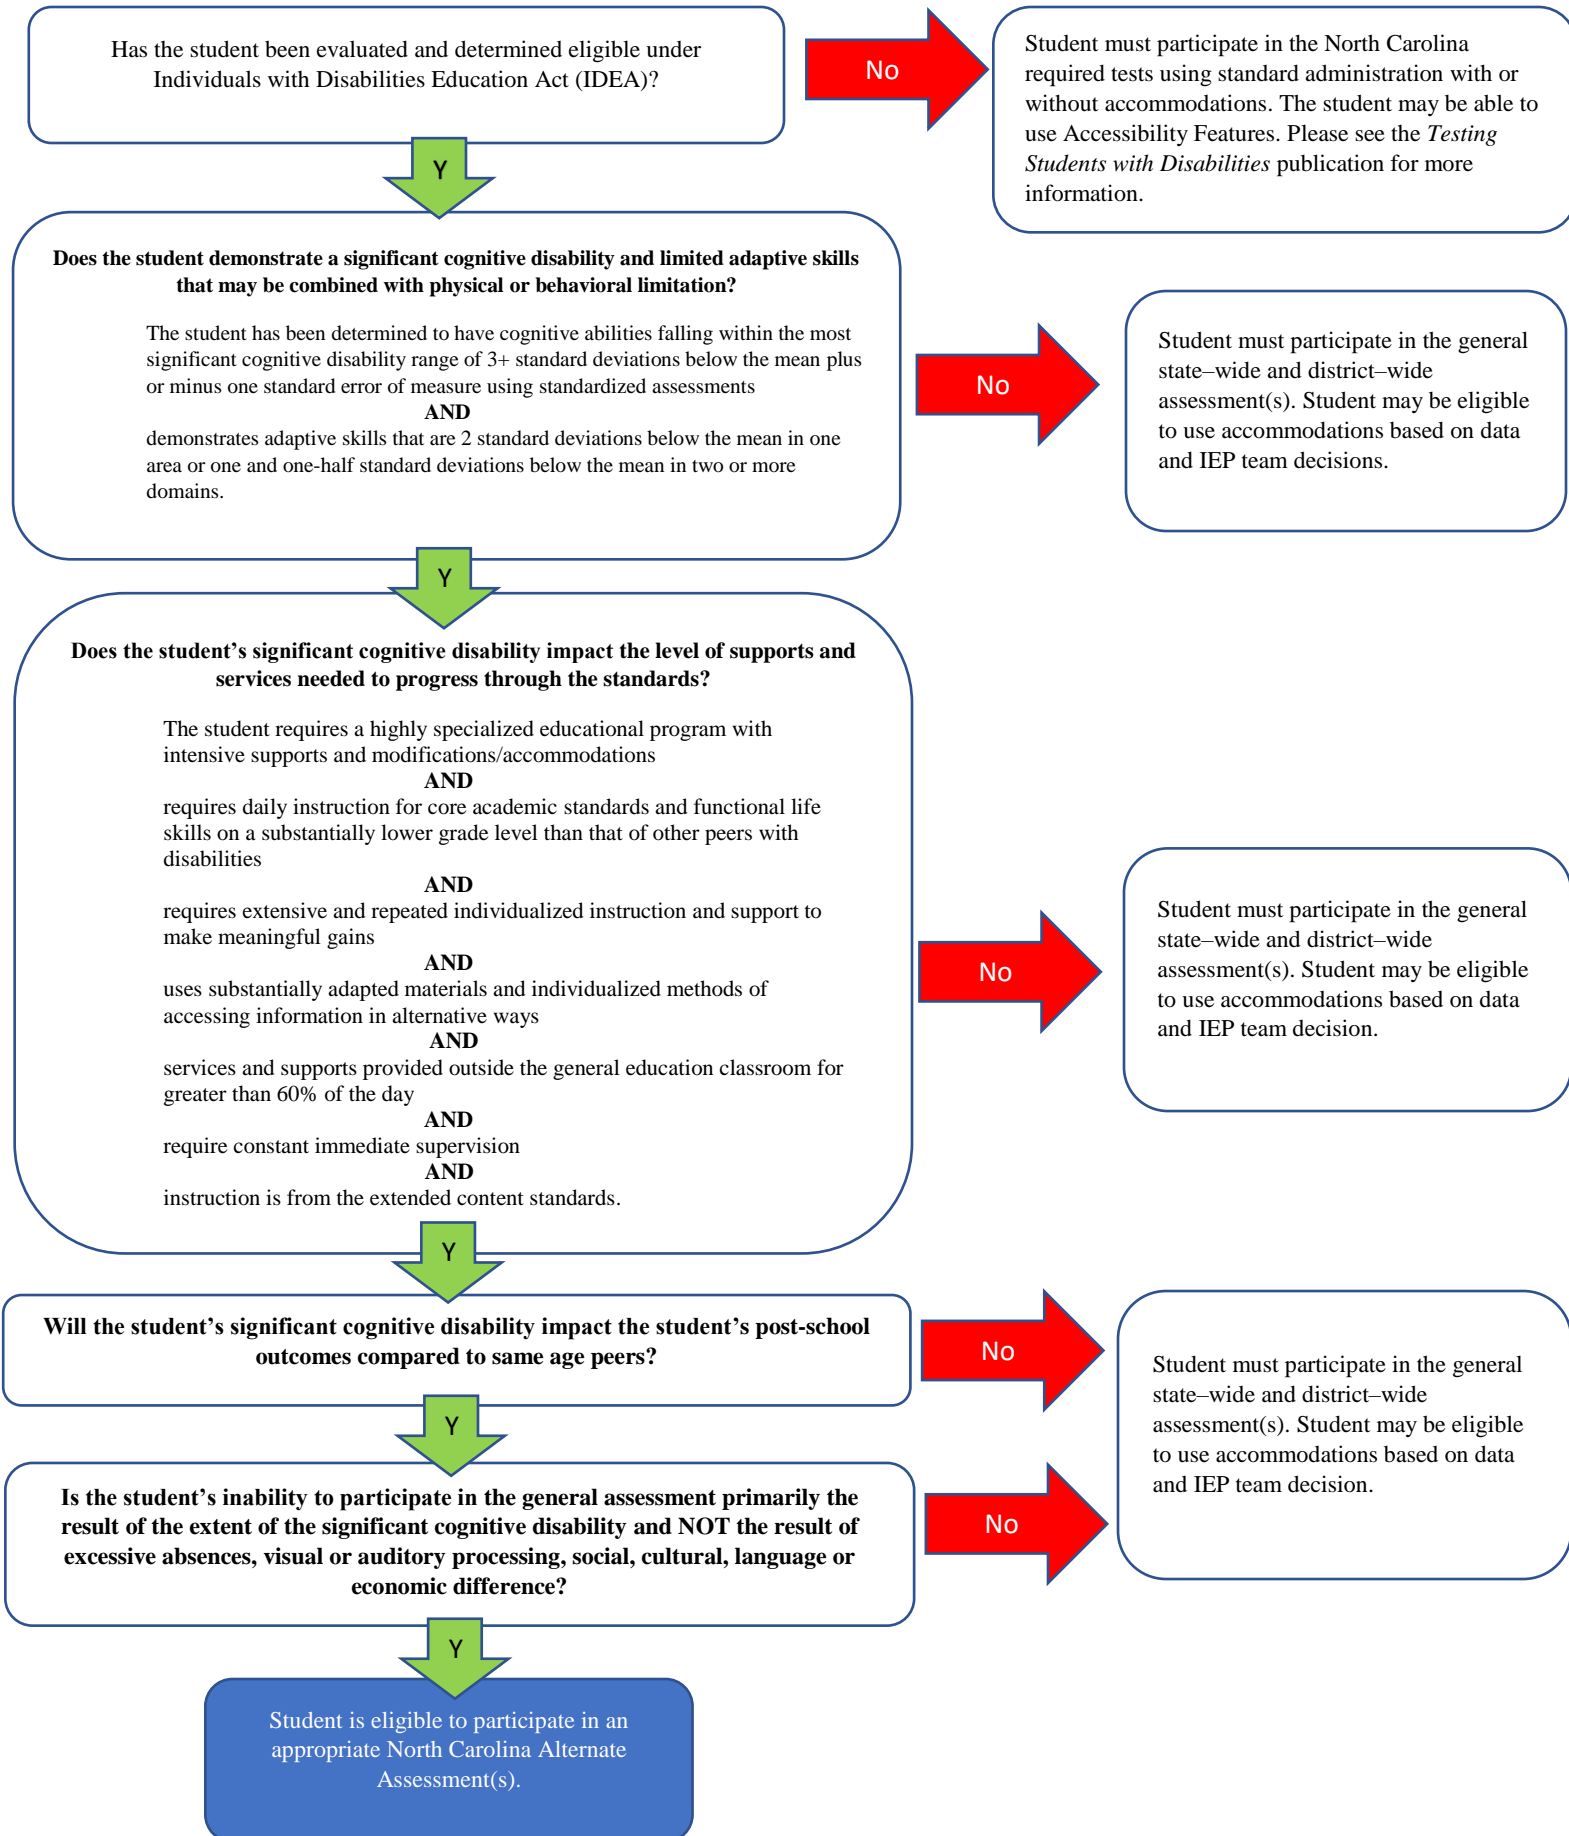 Has the student been evaluated and determined eligible under
Individuals with Disabilities Education Act (IDEA)?
No
Student must participate in the North Carolina
required tests using standard administration with or
without accommodations. The student may be able to
use Accessibility Features. Please see the Testing
Students with Disabilities publication for more
information.
Y
Does the student demonstrate a significant cognitive disability and limited adaptive skills
that may be combined with physical or behavioral limitation?
The student has been determined to have cognitive abilities falling within the most
significant cognitive disability range of 3+ standard deviations below the mean plus
or minus one standard error of measure using standardized assessments
AND
demonstrates adaptive skills that are 2 standard deviations below the mean in one
area or one and one-half standard deviations below the mean in two or more
domains.
No
Student must participate in the general
state–wide and district–wide
assessment(s). Student may be eligible
to use accommodations based on data
and IEP team decisions.
Y
Does the student’s significant cognitive disability impact the level of supports and
services needed to progress through the standards?
The student requires a highly specialized educational program with
intensive supports and modifications/accommodations
AND
requires daily instruction for core academic standards and functional life
skills on a substantially lower grade level than that of other peers with
disabilities
AND
requires extensive and repeated individualized instruction and support to
make meaningful gains
AND
uses substantially adapted materials and individualized methods of
accessing information in alternative ways
AND
services and supports provided outside the general education classroom for
greater than 60% of the day
AND
require constant immediate supervision
AND
instruction is from the extended content standards.
No
Student must participate in the general
state–wide and district–wide
assessment(s). Student may be eligible
to use accommodations based on data
and IEP team decision.
Y
Will the student’s significant cognitive disability impact the student’s post-school
outcomes compared to same age peers?
No
Student must participate in the general
state–wide and district–wide
assessment(s). Student may be eligible
to use accommodations based on data
and IEP team decision.
Y
Is the student’s inability to participate in the general assessment primarily the
result of the extent of the significant cognitive disability and NOT the result of
excessive absences, visual or auditory processing, social, cultural, language or
economic difference?
No
Y
Student is eligible to participate in an
appropriate North Carolina Alternate
Assessment(s).